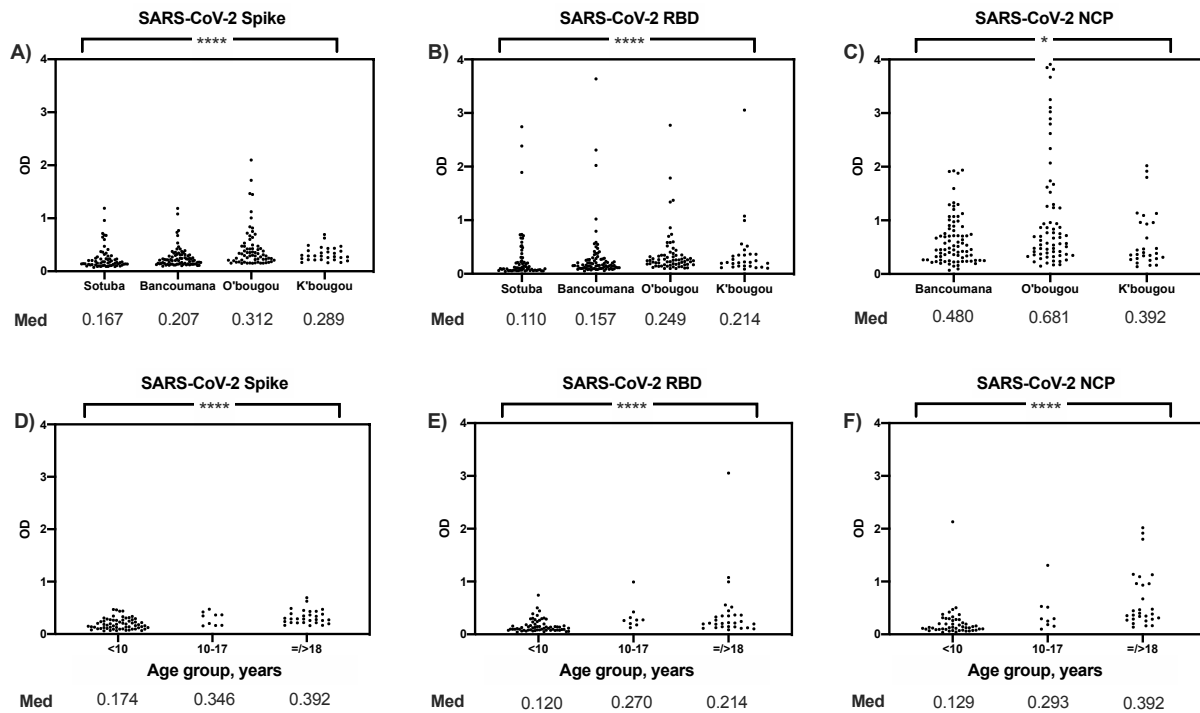 SARS-CoV-2 Spike
A) ****
4
3
2
1
0
OD
Sotuba Bancoumana O'bougou K'bougou
Med 0.167 0.207 0.312 0.289
SARS-CoV-2 RBD
B) ****
4
3
2
1
0
OD
Sotuba Bancoumana O'bougou K'bougou
Med 0.110 0.157 0.249 0.214
SARS-CoV-2 NCP
C) *
4
3
2
1
0
OD
Bancoumana O'bougou K'bougou
Med 0.480 0.681 0.392
SARS-CoV-2 Spike
D) ****
4
3
2
1
0
OD
<10 10-17 =/>18
Age group, years
Med 0.174 0.346 0.392
SARS-CoV-2 RBD
E) ****
4
3
2
1
0
OD
<10 10-17 =/>18
Age group, years
Med 0.120 0.270 0.214
SARS-CoV-2 NCP
F) ****
4
3
2
1
0
OD
<10 10-17 =/>18
Age group, years
Med 0.129 0.293 0.392